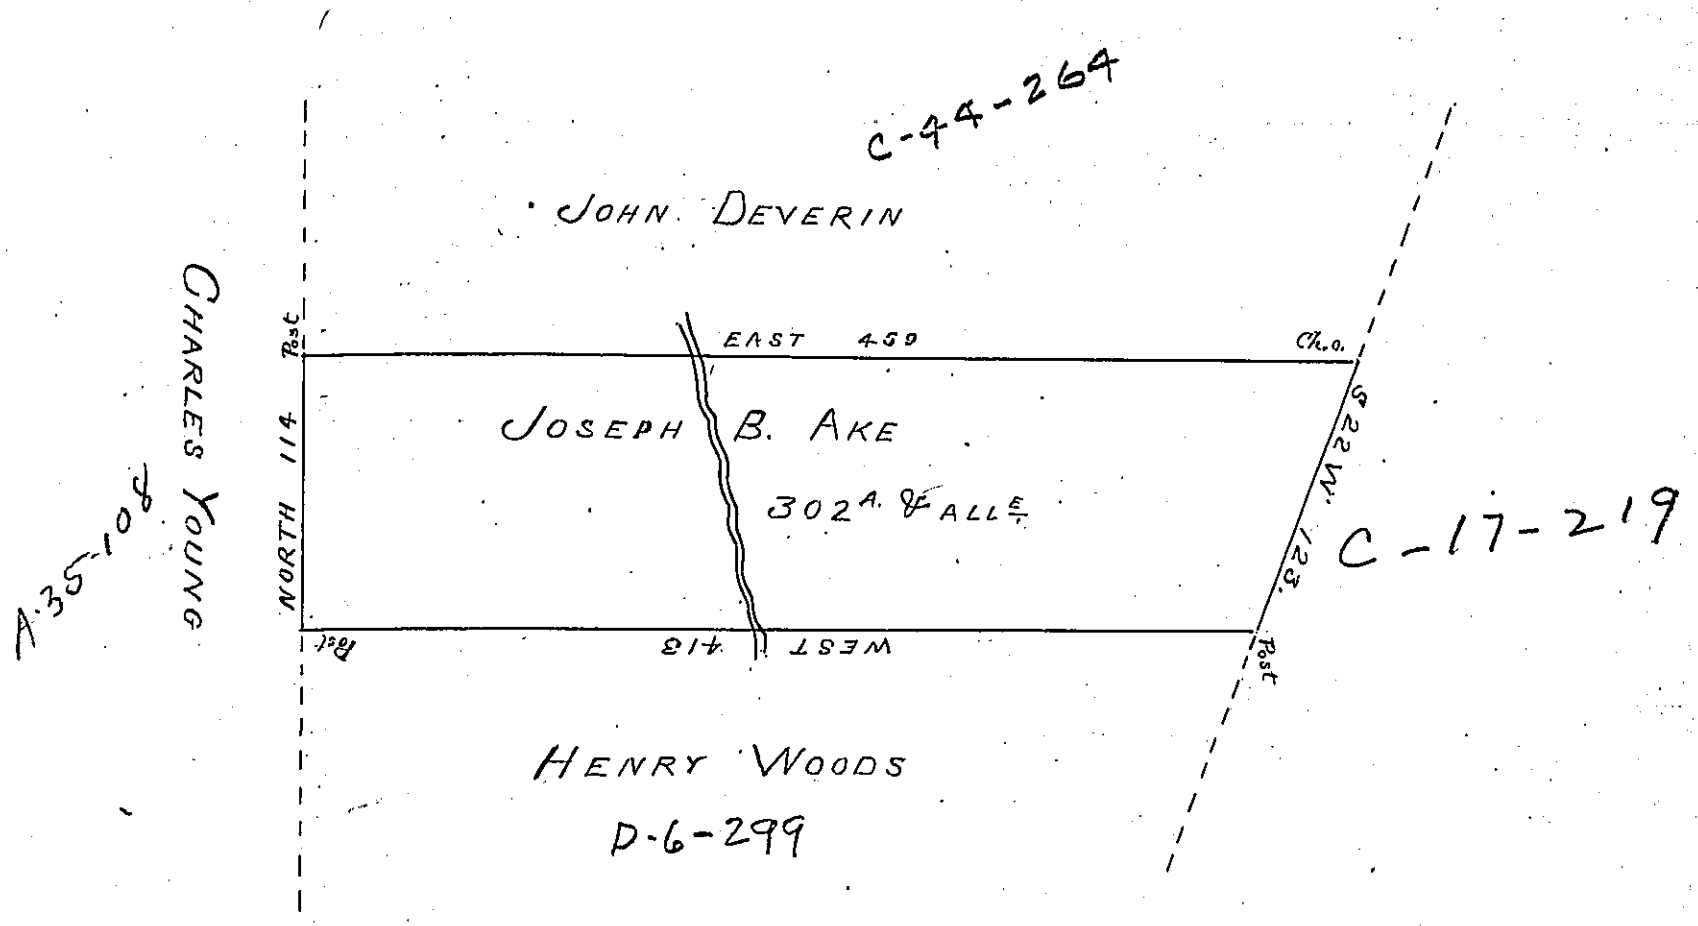 C-44-264
JOHN. DEVERIN
CHARLES YOUNG
A.35-108
Post
EAST 459
Ch.o.
NORTH 114
JOSEPH B. AKE
302 A. & ALLE.
S 22 W. 123.
C-17-219
Post
WEST 413
Post
HENRY WOODS
D-6-299